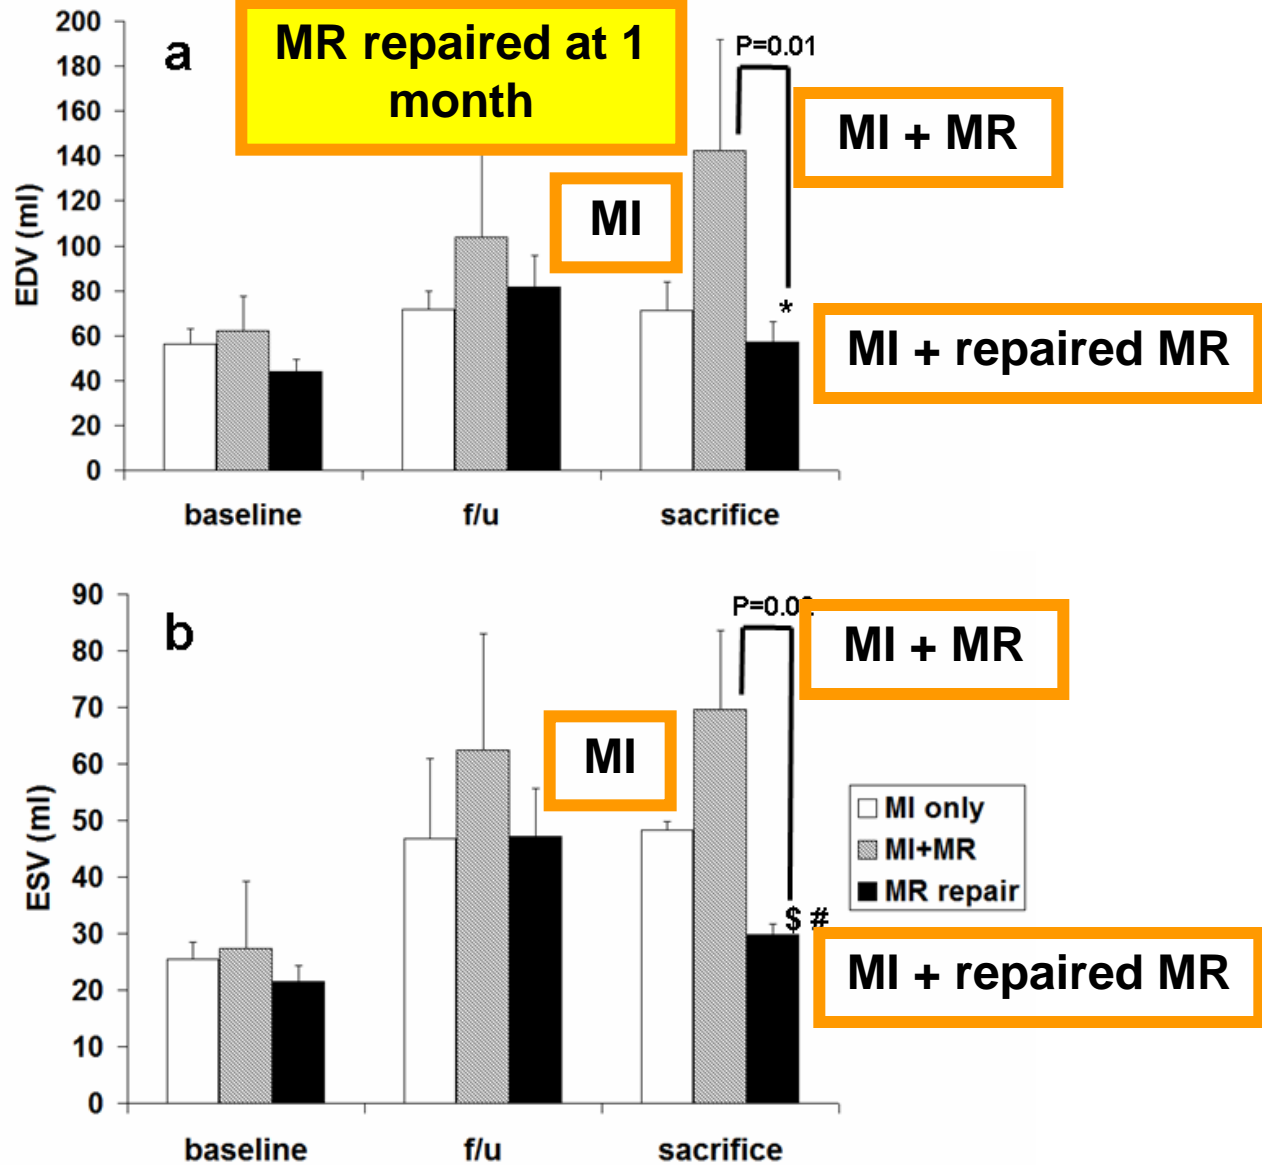 a
MR repaired at 1
month
P=0.01
MI + MR
MI
MI + repaired MR
*
EDV (ml)
200
180
160
140
120
100
80
60
40
20
0
baseline f/u sacrifice
b
MI + MR
MI
MI only
MI+MR
MR repair
$ #
MI + repaired MR
ESV (ml)
90
80
70
60
50
40
30
20
10
0
baseline f/u sacrifice